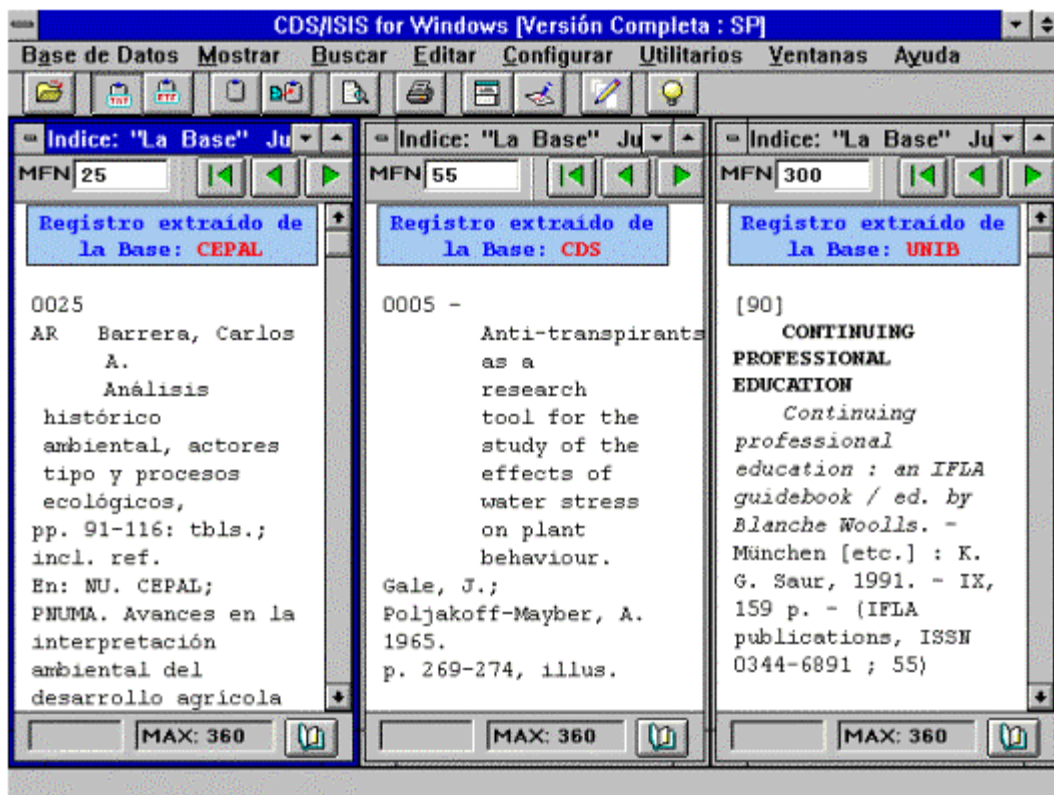 CDS/ISIS for Windows [Versión Completa : SP]
Base de Datos Mostrar Buscar Editar Configurar Utilitarios Ventanas Ayuda
Indice: "La Base" Ju
MFN 25
Registro extraído de
la Base: CEPAL
0025
AR Barrera, Carlos
A.
Análisis
histórico
ambiental, actores
tipo y procesos
ecológicos,
pp. 91-116: tbls.;
incl. ref.
En: NU. CEPAL;
PNUMA. Avances en la
interpretación
ambiental del
desarrollo agrícola
MAX: 360
Indice: "La Base" Ju
MFN 55
Registro extraído de
la Base: CDS
0005 -
Anti-transpirants
as a
research
tool for the
study of the
effects of
water stress
on plant
behaviour.
Gale, J.;
Poljakoff-Mayber, A.
1965.
p. 269-274, illus.
MAX: 360
Indice: "La Base" Ju
MFN 300
Registro extraído de
la Base: UNIB
[90]
CONTINUING
PROFESSIONAL
EDUCATION
Continuing
professional
education : an IFLA
guidebook / ed. by
Blanche Woolls. -
München [etc.] : K.
G. Saur, 1991. - IX,
159 p. - (IFLA
publications, ISSN
0344-6891 ; 55)
MAX: 360